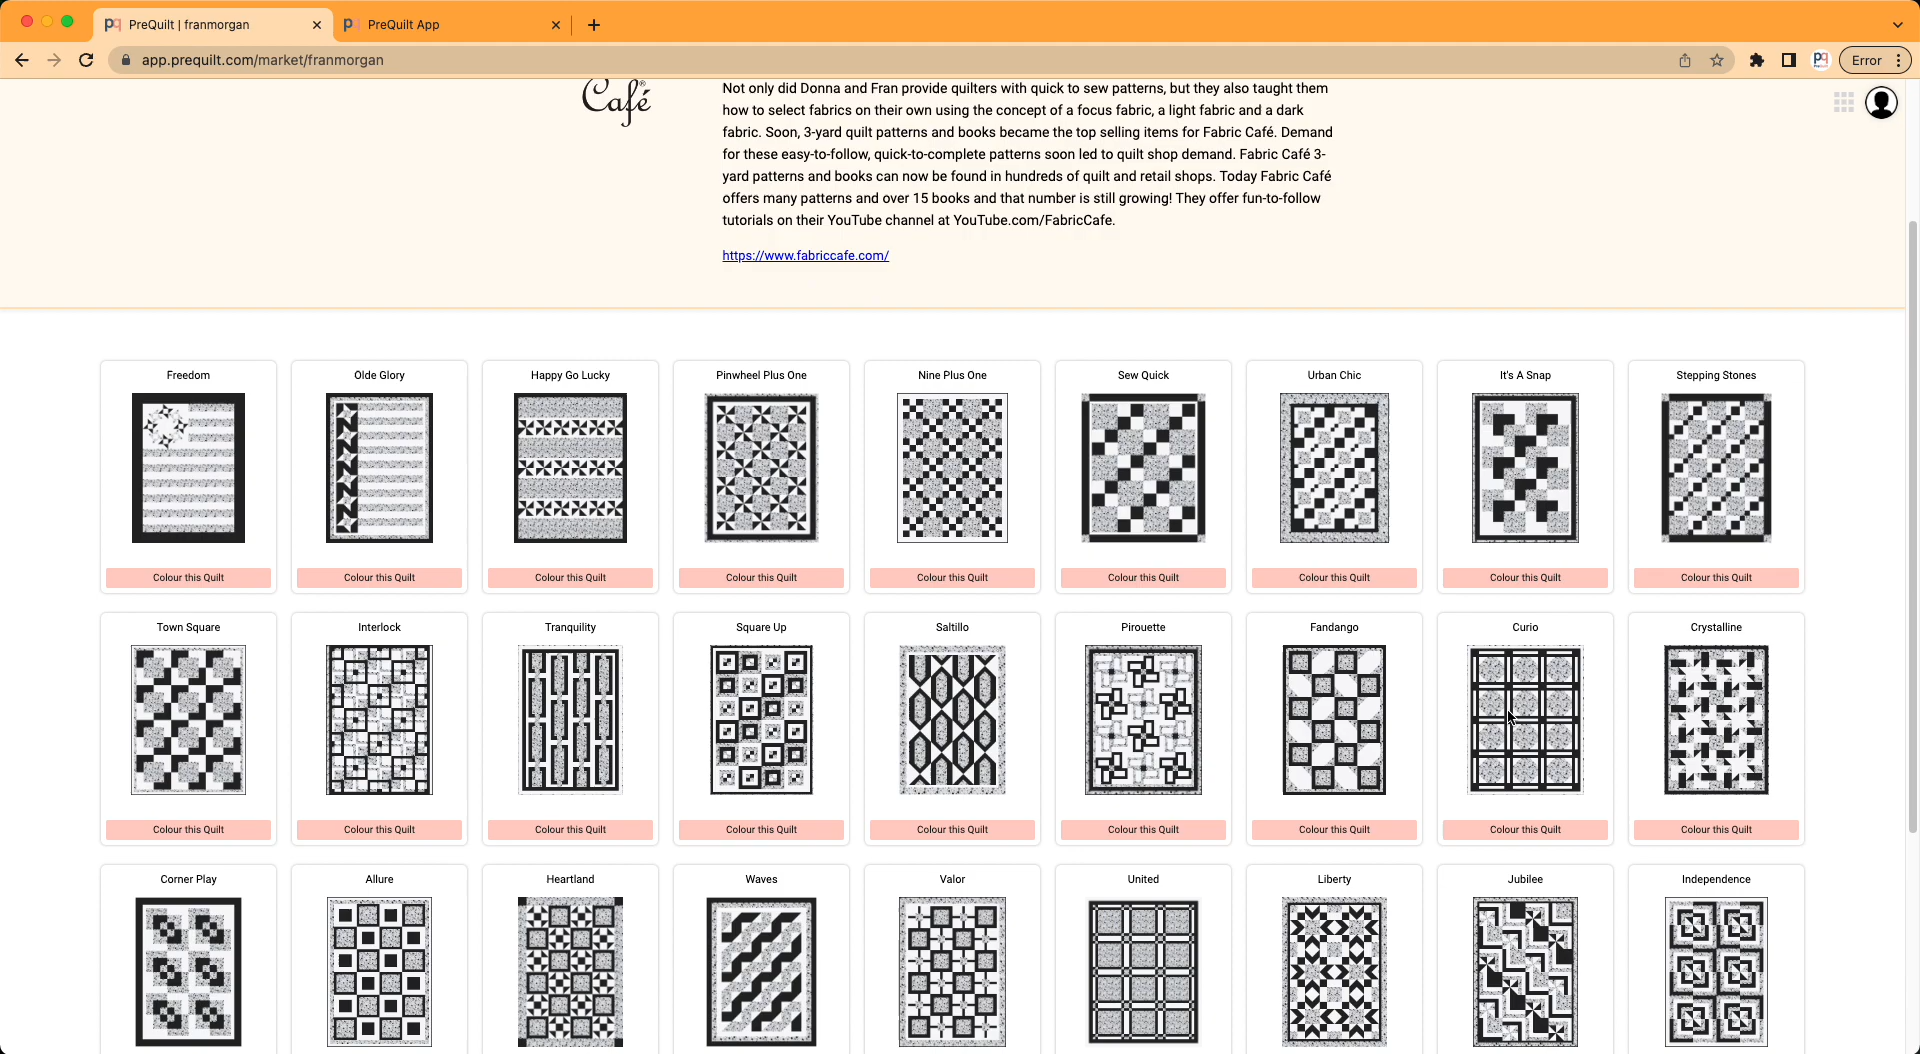 PreQuilt | franmorgan
PreQuilt App
app.prequilt.com/market/franmorgan
Error
Café®
Not only did Donna and Fran provide quilters with quick to sew patterns, but they also taught them
how to select fabrics on their own using the concept of a focus fabric, a light fabric and a dark
fabric. Soon, 3-yard quilt patterns and books became the top selling items for Fabric Café. Demand
for these easy-to-follow, quick-to-complete patterns soon led to quilt shop demand. Fabric Café 3-
yard patterns and books can now be found in hundreds of quilt and retail shops. Today Fabric Café
offers many patterns and over 15 books and that number is still growing! They offer fun-to-follow
tutorials on their YouTube channel at YouTube.com/FabricCafe.
https://www.fabriccafe.com/
Freedom
Olde Glory
Happy Go Lucky
Pinwheel Plus One
Nine Plus One
Sew Quick
Urban Chic
It's A Snap
Stepping Stones
Colour this Quilt
Colour this Quilt
Colour this Quilt
Colour this Quilt
Colour this Quilt
Colour this Quilt
Colour this Quilt
Colour this Quilt
Colour this Quilt
Town Square
Interlock
Tranquility
Square Up
Saltillo
Pirouette
Fandango
Curio
Crystalline
Colour this Quilt
Colour this Quilt
Colour this Quilt
Colour this Quilt
Colour this Quilt
Colour this Quilt
Colour this Quilt
Colour this Quilt
Colour this Quilt
Corner Play
Allure
Heartland
Waves
Valor
United
Liberty
Jubilee
Independence